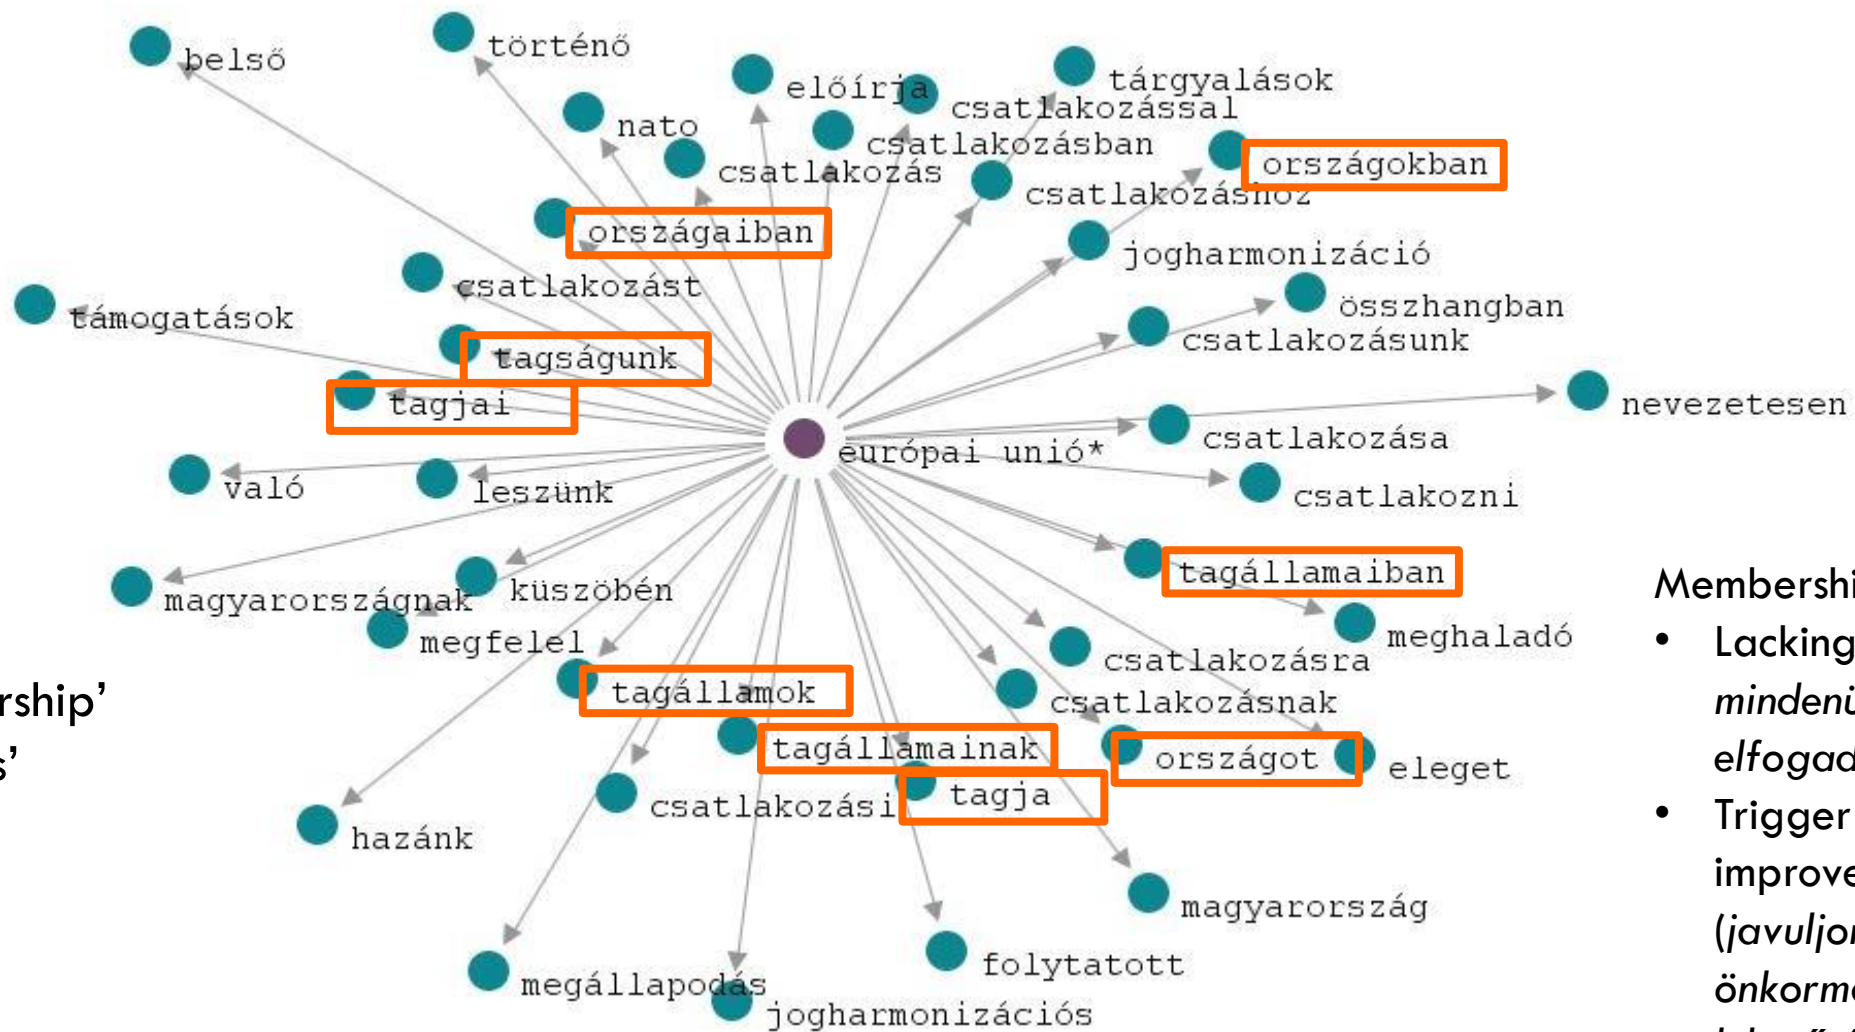 történő
belső
tárgyalások
előírja
csatlakozással
nato
csatlakozásban
országokban
csatlakozás
csatlakozáshoz
országaiban
jogharmonizáció
csatlakozást
összhangban
támogatások
csatlakozásunk
tagságunk
tagjai
nevezetesen
csatlakozása
európai unió*
való
leszünk
csatlakozni
tagállamaiban
küszöbén
magyarországnak
meghaladó
megfelel
csatlakozásra
tagállamok
csatlakozásnak
tagállamainak
országot
eleget
tagja
csatlakozási
hazánk
magyarország
folytatott
megállapodás
jogharmonizációs
rship’
s’
Membershi
• Lacking
mindenü
elfogad
• Trigger
improve
(javuljon
önkorm